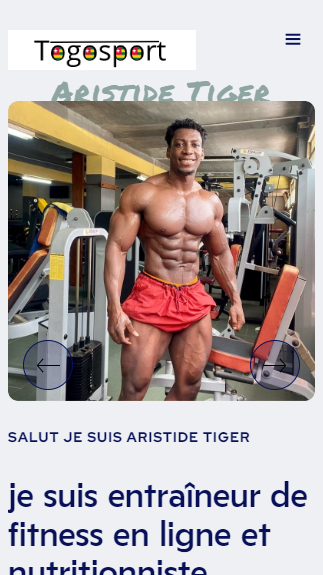 Togosport
Aristide Tiger
SALUT JE SUIS ARISTIDE TIGER
je suis entraîneur de
fitness en ligne et
nutritionniste